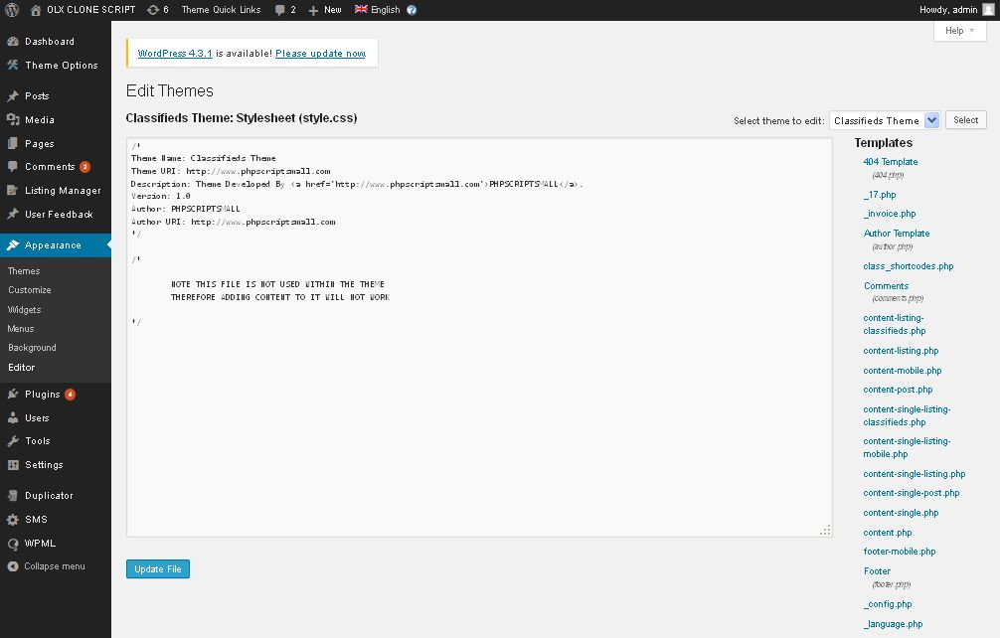 OLX CLONE SCRIPT 6 Theme Quick Links 2 New English Howdy, admin
Help
Dashboard
Theme Options
Posts
Media
Pages
Comments 2
Listing Manager
User Feedback
Appearance
Themes
Customize
Widgets
Menus
Background
Editor
Plugins 4
Users
Tools
Settings
Duplicator
SMS
WPML
Collapse menu
WordPress 4.3.1 is available! Please update now.
Edit Themes
Classifieds Theme: Stylesheet (style.css)
Select theme to edit: Classifieds Theme Select
/*
Theme Name: Classifieds Theme
Theme URI: http://www.phpscriptsmall.com
Description: Theme Developed By <a href='http://www.phpscriptsmall.com'>PHPSCRIPTSMALL</a>.
Version: 1.0
Author: PHPSCRIPTSMALL
Author URI: http://www.phpscriptsmall.com
*/
/*
NOTE THIS FILE IS NOT USED WITHIN THE THEME
THEREFORE ADDING CONTENT TO IT WILL NOT WORK
*/
Update File
Templates
404 Template
(404.php)
_17.php
_invoice.php
Author Template
(author.php)
class_shortcodes.php
Comments
(comments.php)
content-listing-
classifieds.php
content-listing.php
content-mobile.php
content-post.php
content-single-listing-
classifieds.php
content-single-listing-
mobile.php
content-single-listing.php
content-single-post.php
content-single.php
content.php
footer-mobile.php
Footer
(footer.php)
_config.php
_language.php